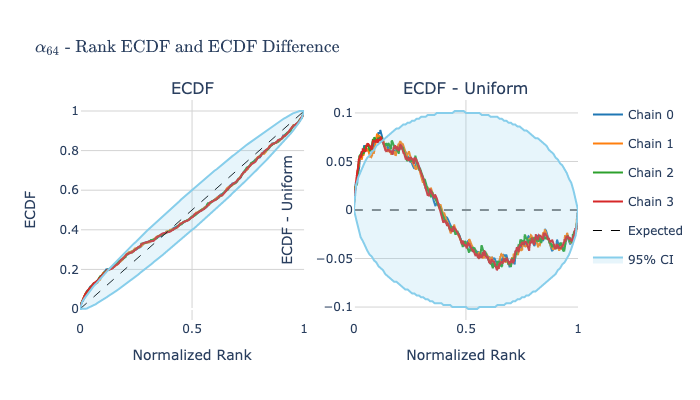 α64 - Rank ECDF and ECDF Difference
ECDF
ECDF
1
0.8
0.6
0.4
0.2
0
0
0.5
1
Normalized Rank
ECDF - Uniform
ECDF - Uniform
0.1
0.05
0
−0.05
−0.1
0
0.5
1
Normalized Rank
Chain 0
Chain 1
Chain 2
Chain 3
Expected
95% CI